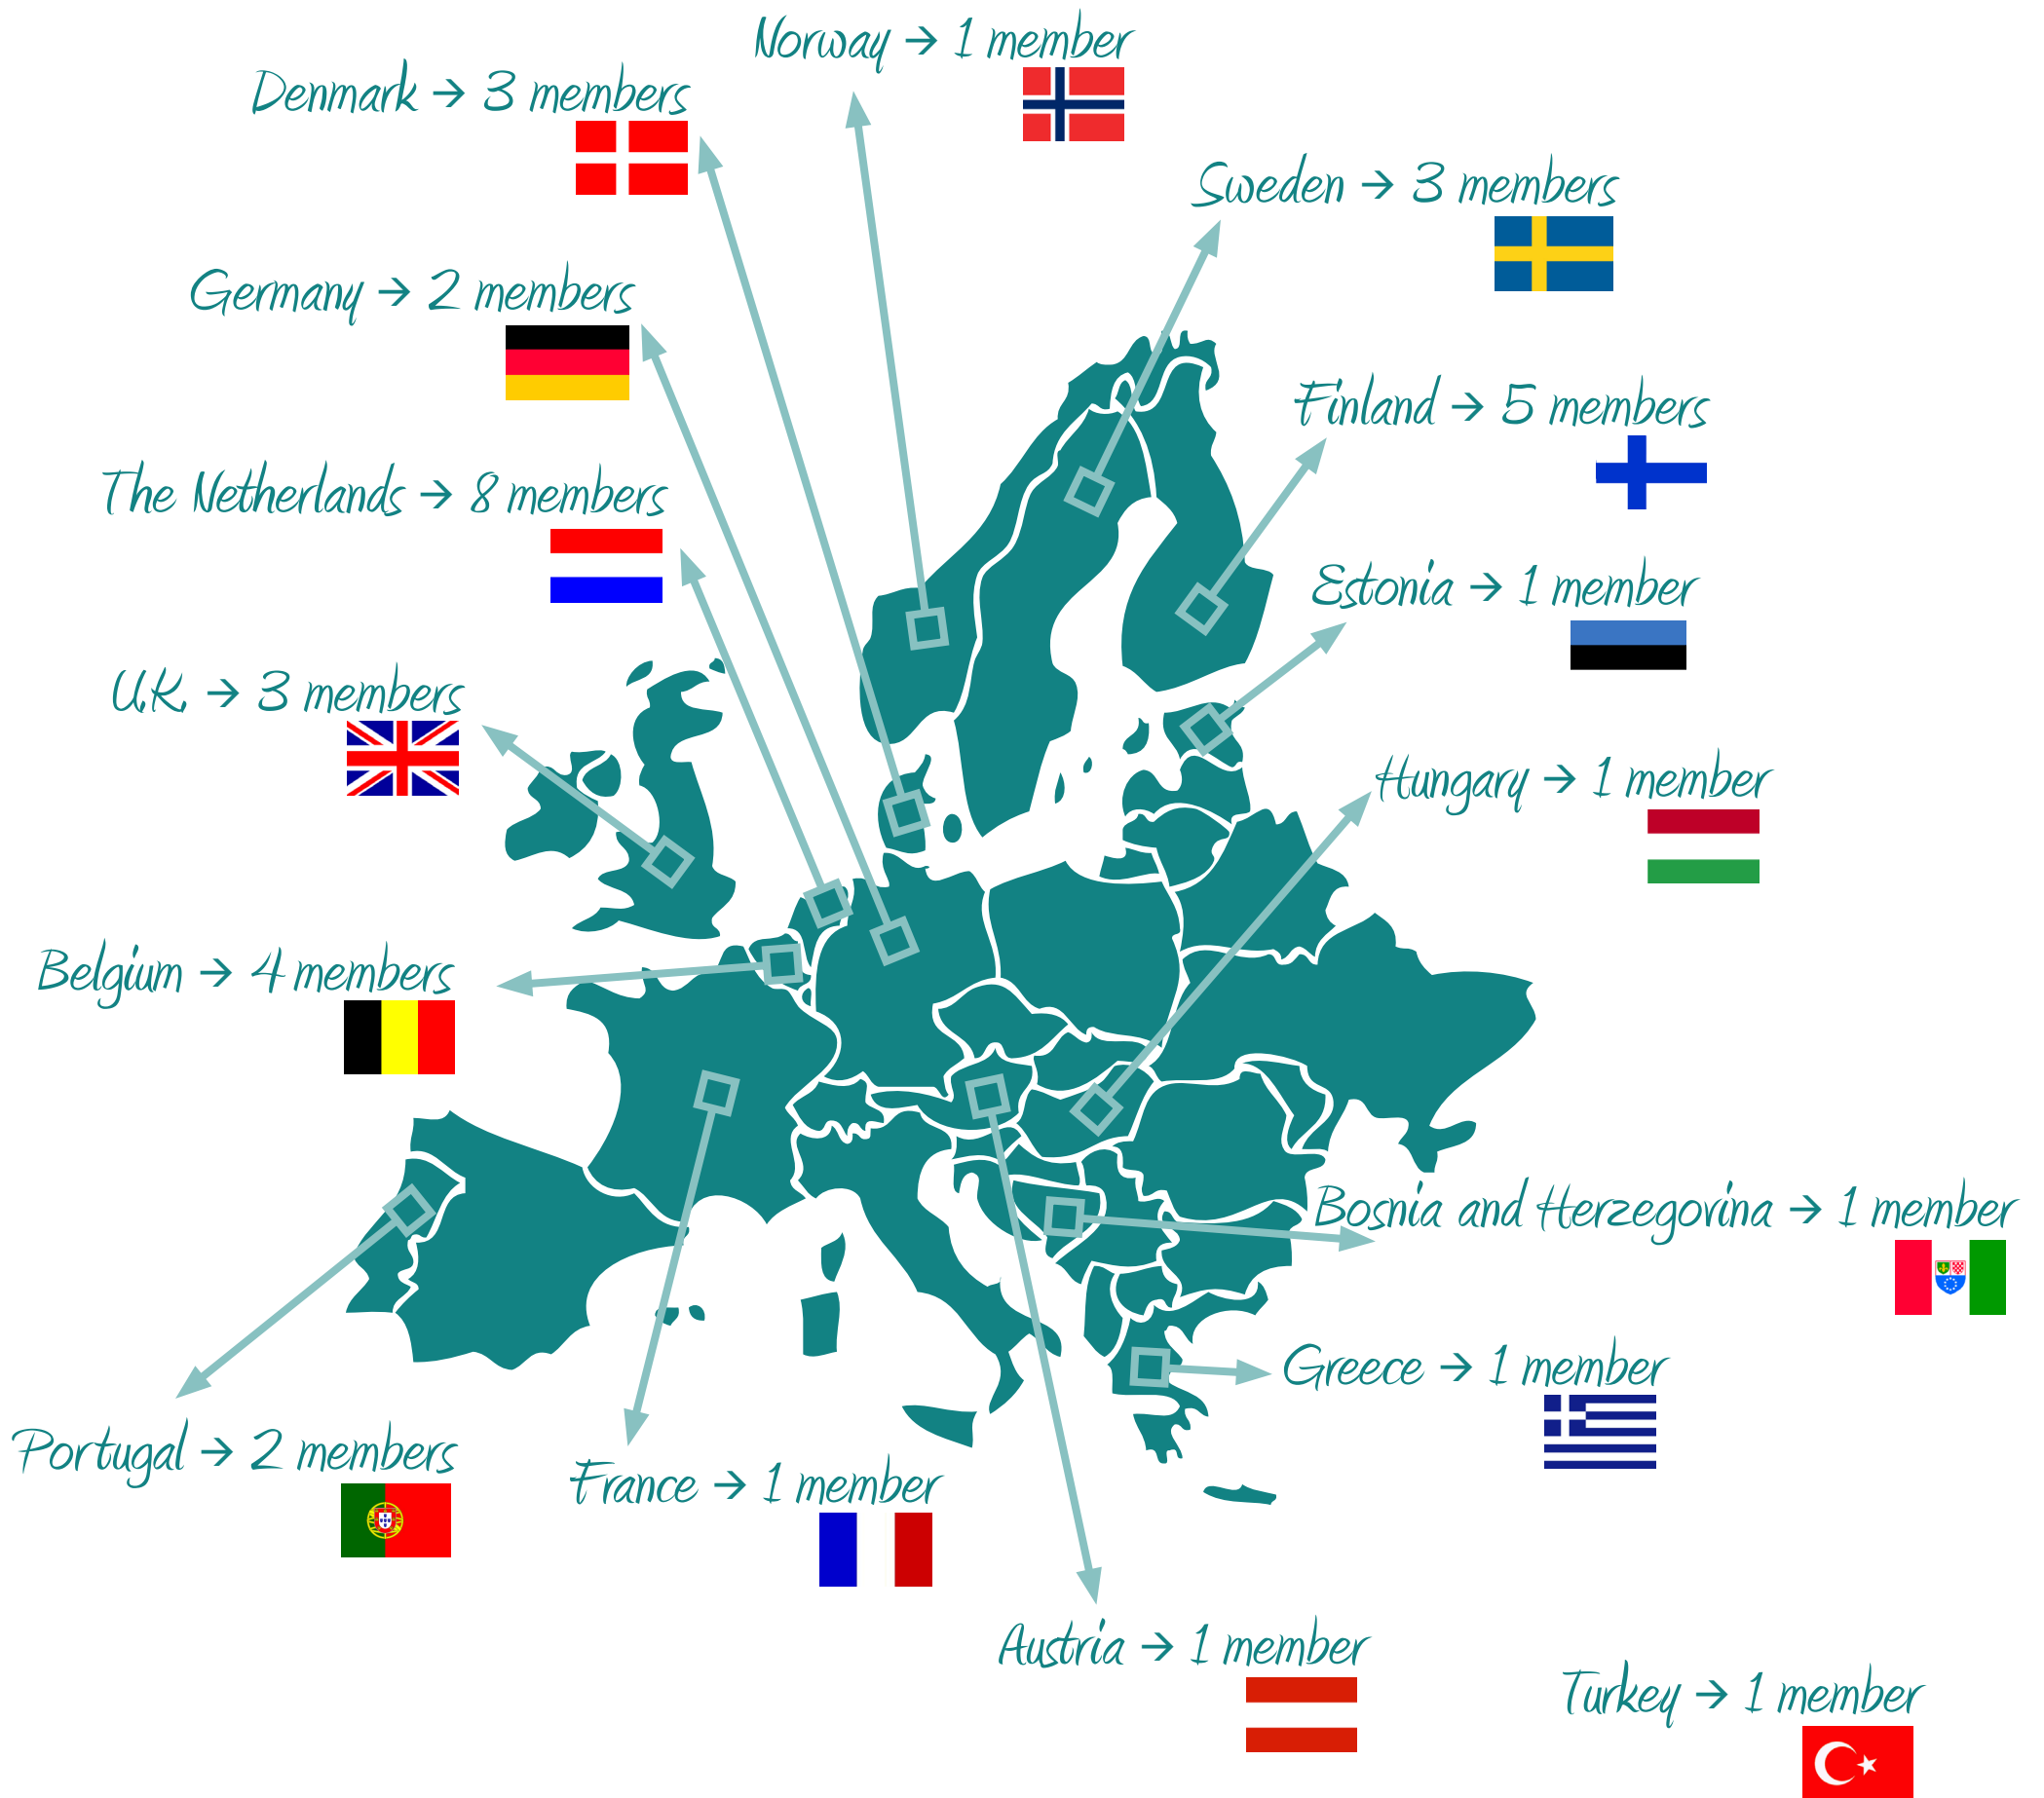 Norway → 1 member
Denmark → 3 members
Sweden → 3 members
Germany → 2 members
Finland → 5 members
The Netherlands → 8 members
Estonia → 1 member
U.K. → 3 members
Hungary → 1 member
Belgium → 4 members
Bosnia and Herzegovina → 1 member
Greece → 1 member
Portugal → 2 members
France → 1 member
Austria → 1 member
Turkey → 1 member